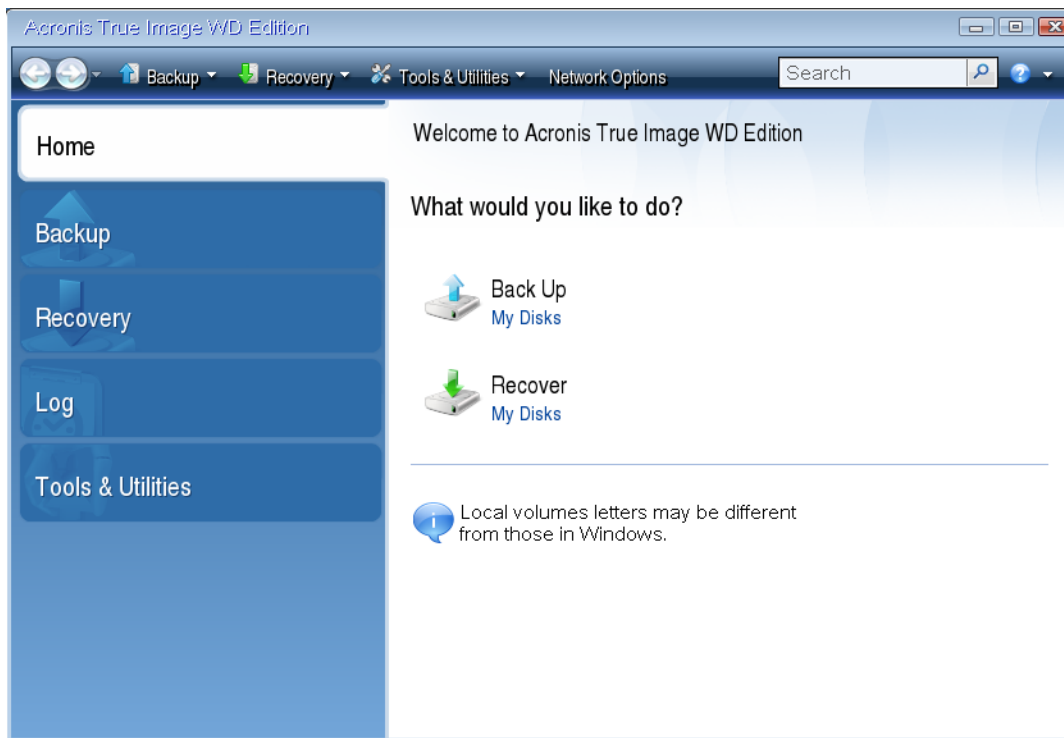 Acronis True Image WD Edition
Backup Recovery Tools & Utilities Network Options Search
Home
Backup
Recovery
Log
Tools & Utilities
Welcome to Acronis True Image WD Edition
What would you like to do?
Back Up
My Disks
Recover
My Disks
Local volumes letters may be different
from those in Windows.